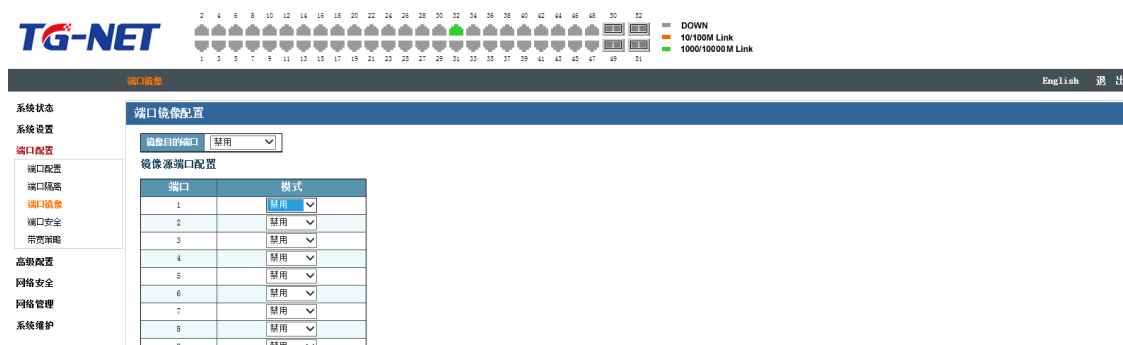 TG-NET
2 4 6 8 10 12 14 16 18 20 22 24 26 28 30 32 34 36 38 40 42 44 46 48 50 52
1 3 5 7 9 11 13 15 17 19 21 23 25 27 29 31 33 35 37 39 41 43 45 47 49 51
DOWN
10/100M Link
1000/10000M Link
端口镜像
English 退 出
系统状态
系统设置
端口配置
端口配置
端口隔离
端口镜像
端口安全
带宽策略
高级配置
网络安全
网络管理
系统维护
端口镜像配置
镜像目的端口 禁用
镜像源端口配置
端口 模式
1 禁用
2 禁用
3 禁用
4 禁用
5 禁用
6 禁用
7 禁用
8 禁用